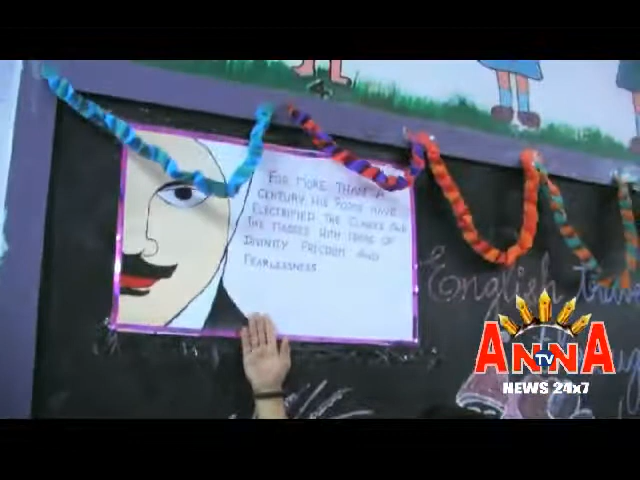 FOR MORE THAN A
CENTURY HIS POEMS HAVE
ELECTRIFIED THE CLASSES AND
THE MASSES WITH IDEAS OF
DIVINITY FREEDOM AND
FEARLESSNESS
English
ANNA
TV
NEWS 24x7